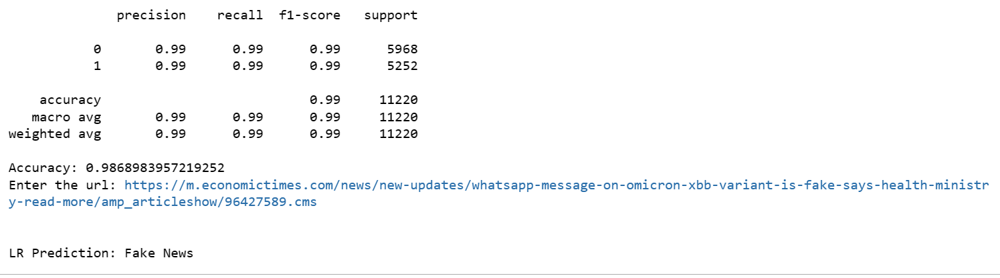 precision recall f1-score support
0 0.99 0.99 0.99 5968
1 0.99 0.99 0.99 5252
accuracy 0.99 11220
macro avg 0.99 0.99 0.99 11220
weighted avg 0.99 0.99 0.99 11220
Accuracy: 0.9868983957219252
Enter the url: https://m.economictimes.com/news/new-updates/whatsapp-message-on-omicron-xbb-variant-is-fake-says-health-ministr
y-read-more/amp_articleshow/96427589.cms
LR Prediction: Fake News